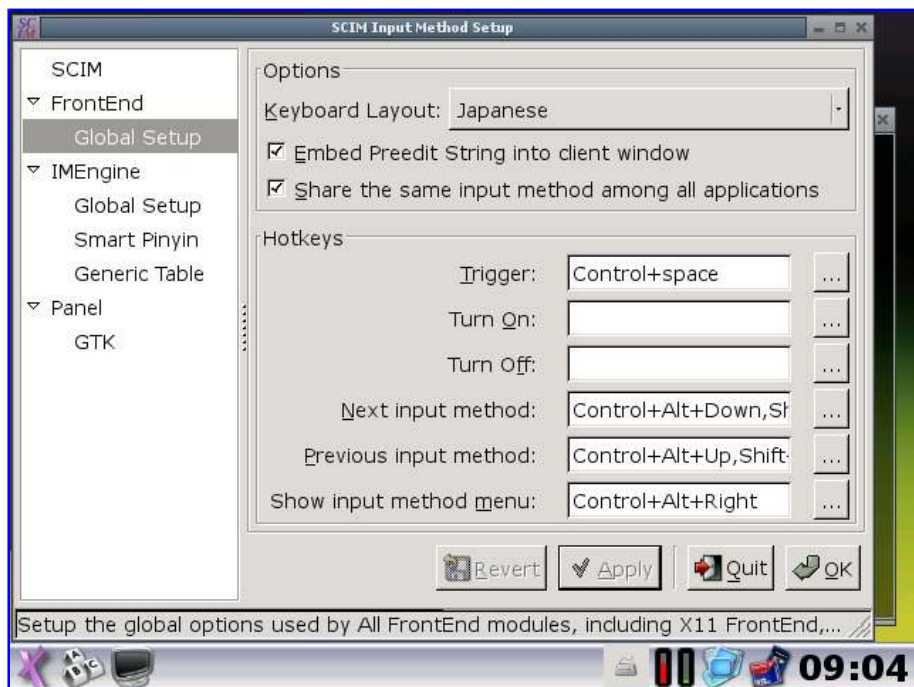 SCIM Input Method Setup
SCIM
FrontEnd
Global Setup
IMEngine
Global Setup
Smart Pinyin
Generic Table
Panel
GTK
Options
Keyboard Layout: Japanese
Embed Preedit String into client window
Share the same input method among all applications
Hotkeys
Trigger: Control+space ...
Turn On: ...
Turn Off: ...
Next input method: Control+Alt+Down,Sh ...
Previous input method: Control+Alt+Up,Shift- ...
Show input method menu: Control+Alt+Right ...
Revert Apply Quit OK
Setup the global options used by All FrontEnd modules, including X11 FrontEnd,...
A B C
09:04